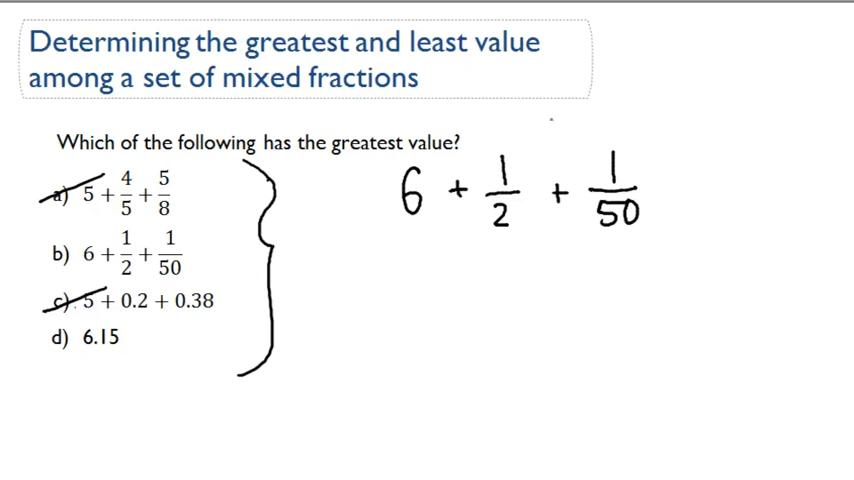 Determining the greatest and least value
among a set of mixed fractions
Which of the following has the greatest value?
a) 5 + 4/5 + 5/8
b) 6 + 1/2 + 1/50
c) 5 + 0.2 + 0.38
d) 6.15
6 + 1/2 + 1/50